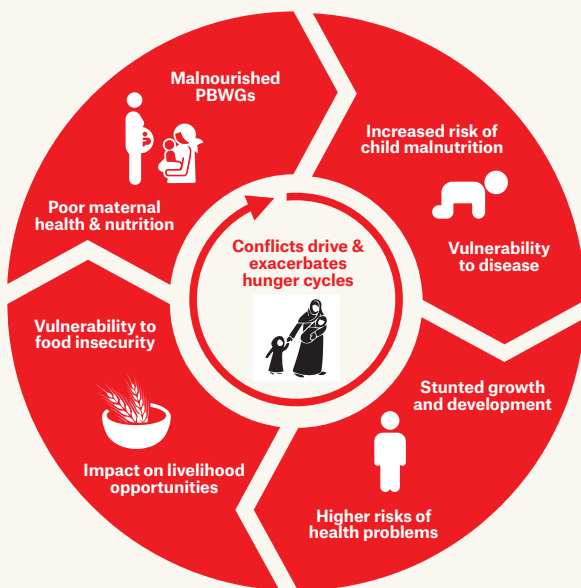 Malnourished
PBWGs
Poor maternal
health & nutrition
Increased risk of
child malnutrition
Vulnerability
to disease
Stunted growth
and development
Higher risks of
health problems
Vulnerability to
food insecurity
Impact on livelihood
opportunities
Conflicts drive &
exacerbates
hunger cycles